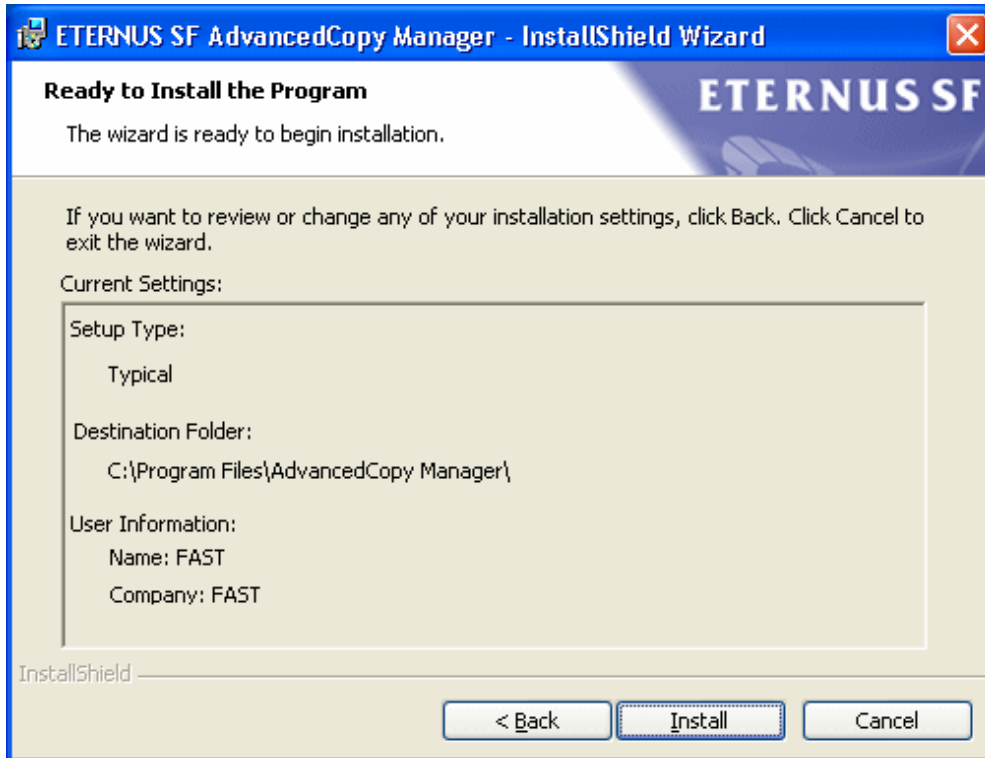 ETERNUS SF AdvancedCopy Manager - InstallShield Wizard
Ready to Install the Program
ETERNUS SF
The wizard is ready to begin installation.
If you want to review or change any of your installation settings, click Back. Click Cancel to
exit the wizard.
Current Settings:
Setup Type:
Typical
Destination Folder:
C:\Program Files\AdvancedCopy Manager\
User Information:
Name: FAST
Company: FAST
InstallShield
< Back
Install
Cancel